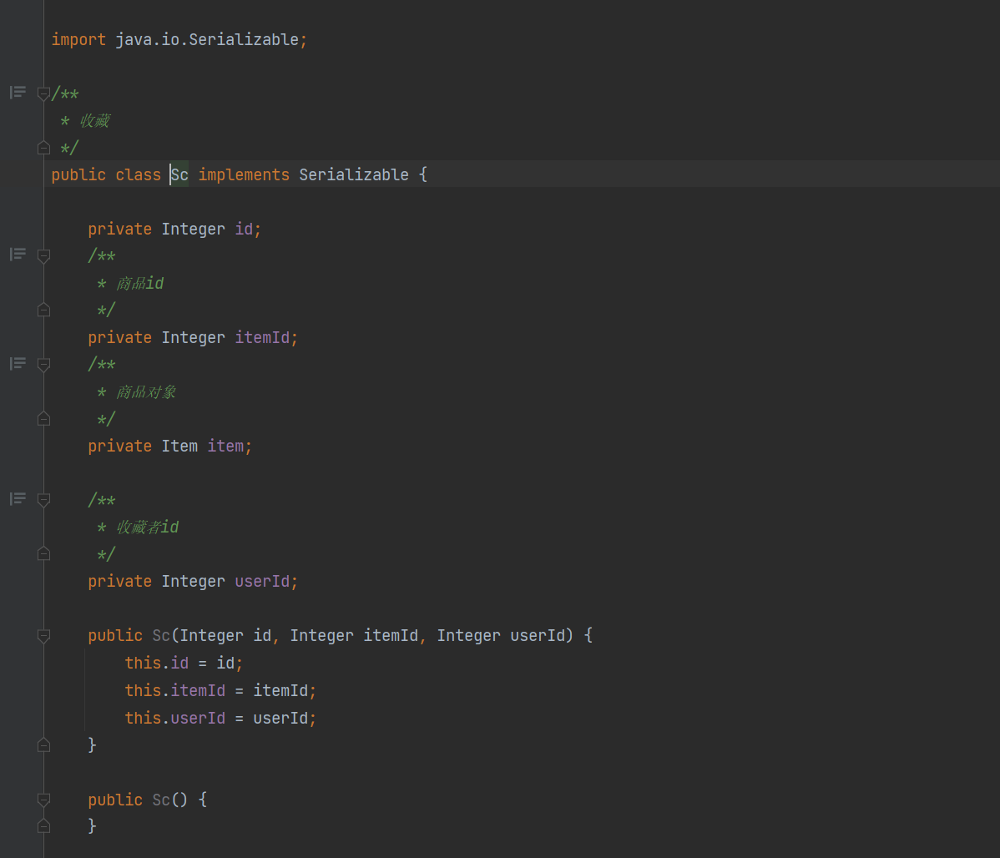 import java.io.Serializable;
/**
 * 收藏
 */
public class Sc implements Serializable {
    private Integer id;
    /**
     * 商品id
     */
    private Integer itemId;
    /**
     * 商品对象
     */
    private Item item;
    /**
     * 收藏者id
     */
    private Integer userId;
    public Sc(Integer id, Integer itemId, Integer userId) {
        this.id = id;
        this.itemId = itemId;
        this.userId = userId;
    }
    public Sc() {
    }